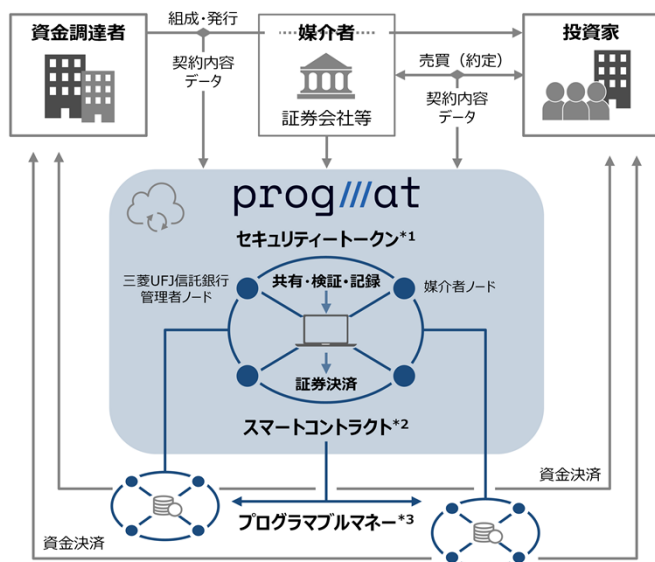 資金調達者
組成・発行
媒介者
投資家
契約内容
データ
証券会社等
売買（約定）
契約内容
データ
progmat
セキュリティートークン*1
三菱UFJ信託銀行
管理者ノード
共有・検証・記録
媒介者ノード
証券決済
スマートコントラクト*2
資金決済
プログラマブルマネー*3
資金決済